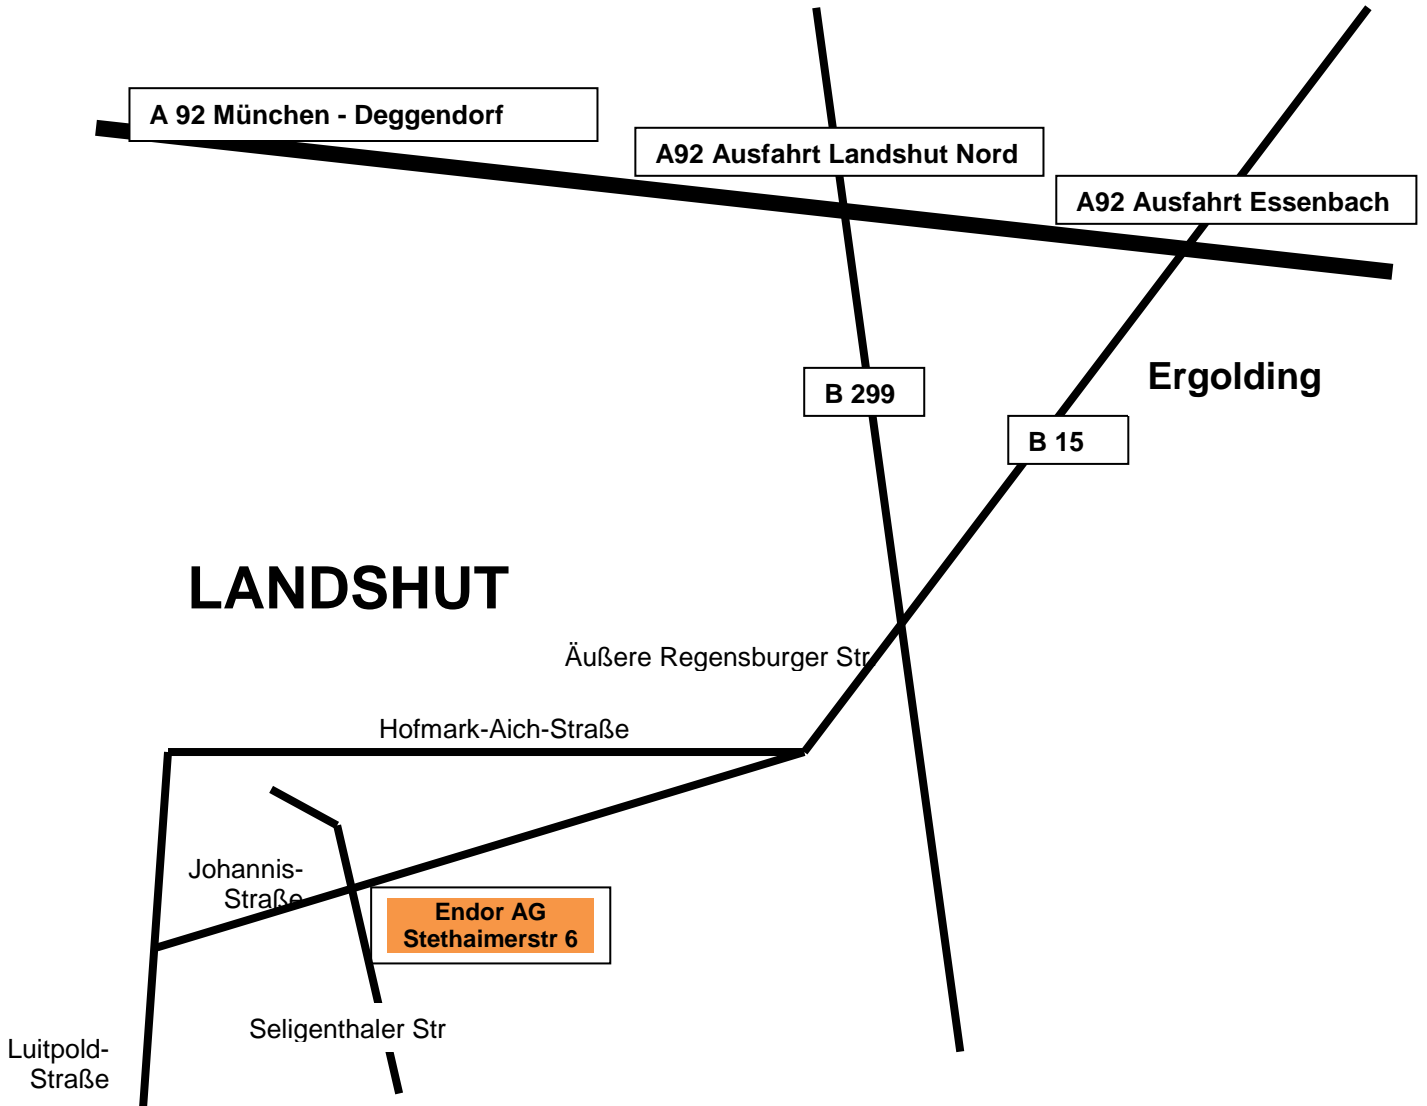 A 92 München - Deggendorf
A92 Ausfahrt Landshut Nord
A92 Ausfahrt Essenbach
Ergolding
B 299
B 15
LANDSHUT
Äußere Regensburger Str
Hofmark-Aich-Straße
Johannis-
Straße
Endor AG
Stethaimerstr 6
Seligenthaler Str
Luitpold-
Straße